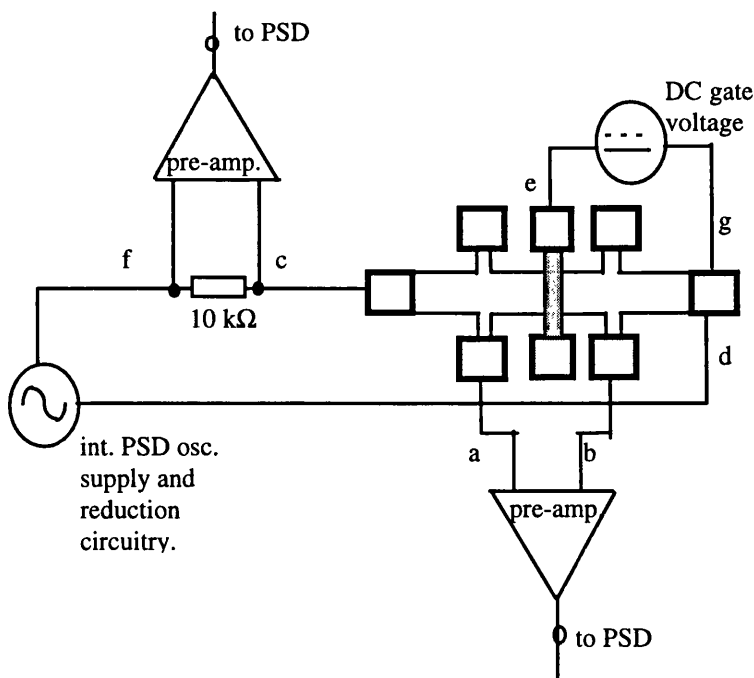 to PSD
DC gate
voltage
pre-amp.
e
g
f
c
10 kΩ
d
a
b
int. PSD osc.
supply and
reduction
circuitry.
pre-amp.
to PSD